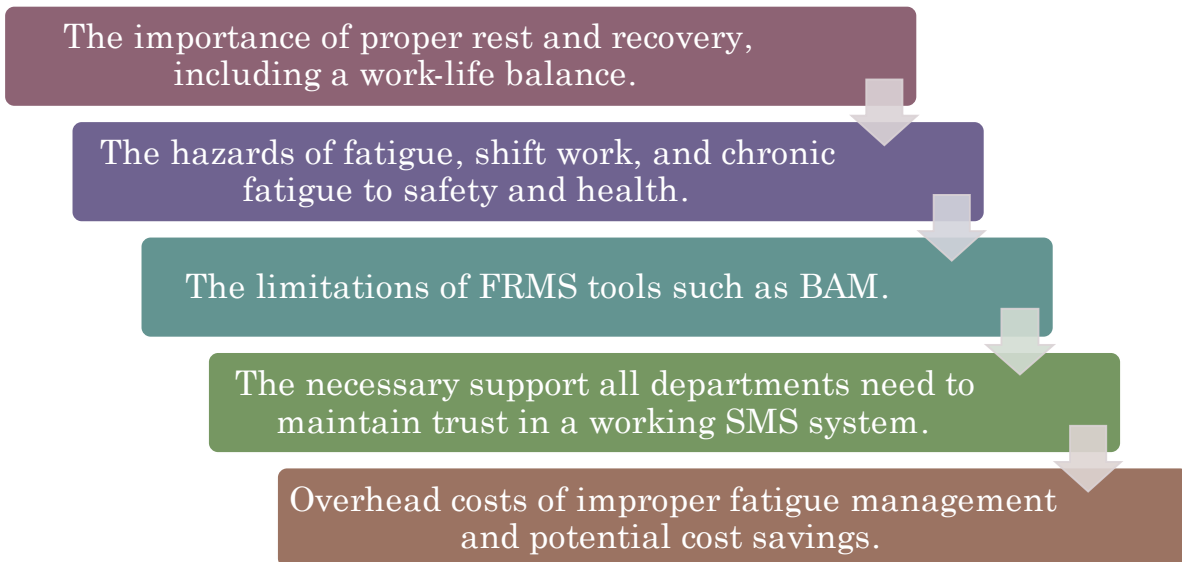 The importance of proper rest and recovery,
including a work-life balance.
The hazards of fatigue, shift work, and chronic
fatigue to safety and health.
The limitations of FRMS tools such as BAM.
The necessary support all departments need to
maintain trust in a working SMS system.
Overhead costs of improper fatigue management
and potential cost savings.